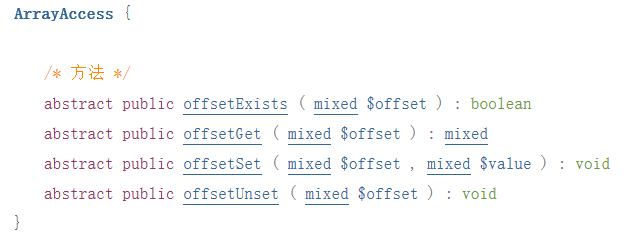 ArrayAccess {
/* 方法 */
abstract public offsetExists ( mixed $offset ) : boolean
abstract public offsetGet ( mixed $offset ) : mixed
abstract public offsetSet ( mixed $offset , mixed $value ) : void
abstract public offsetUnset ( mixed $offset ) : void
}